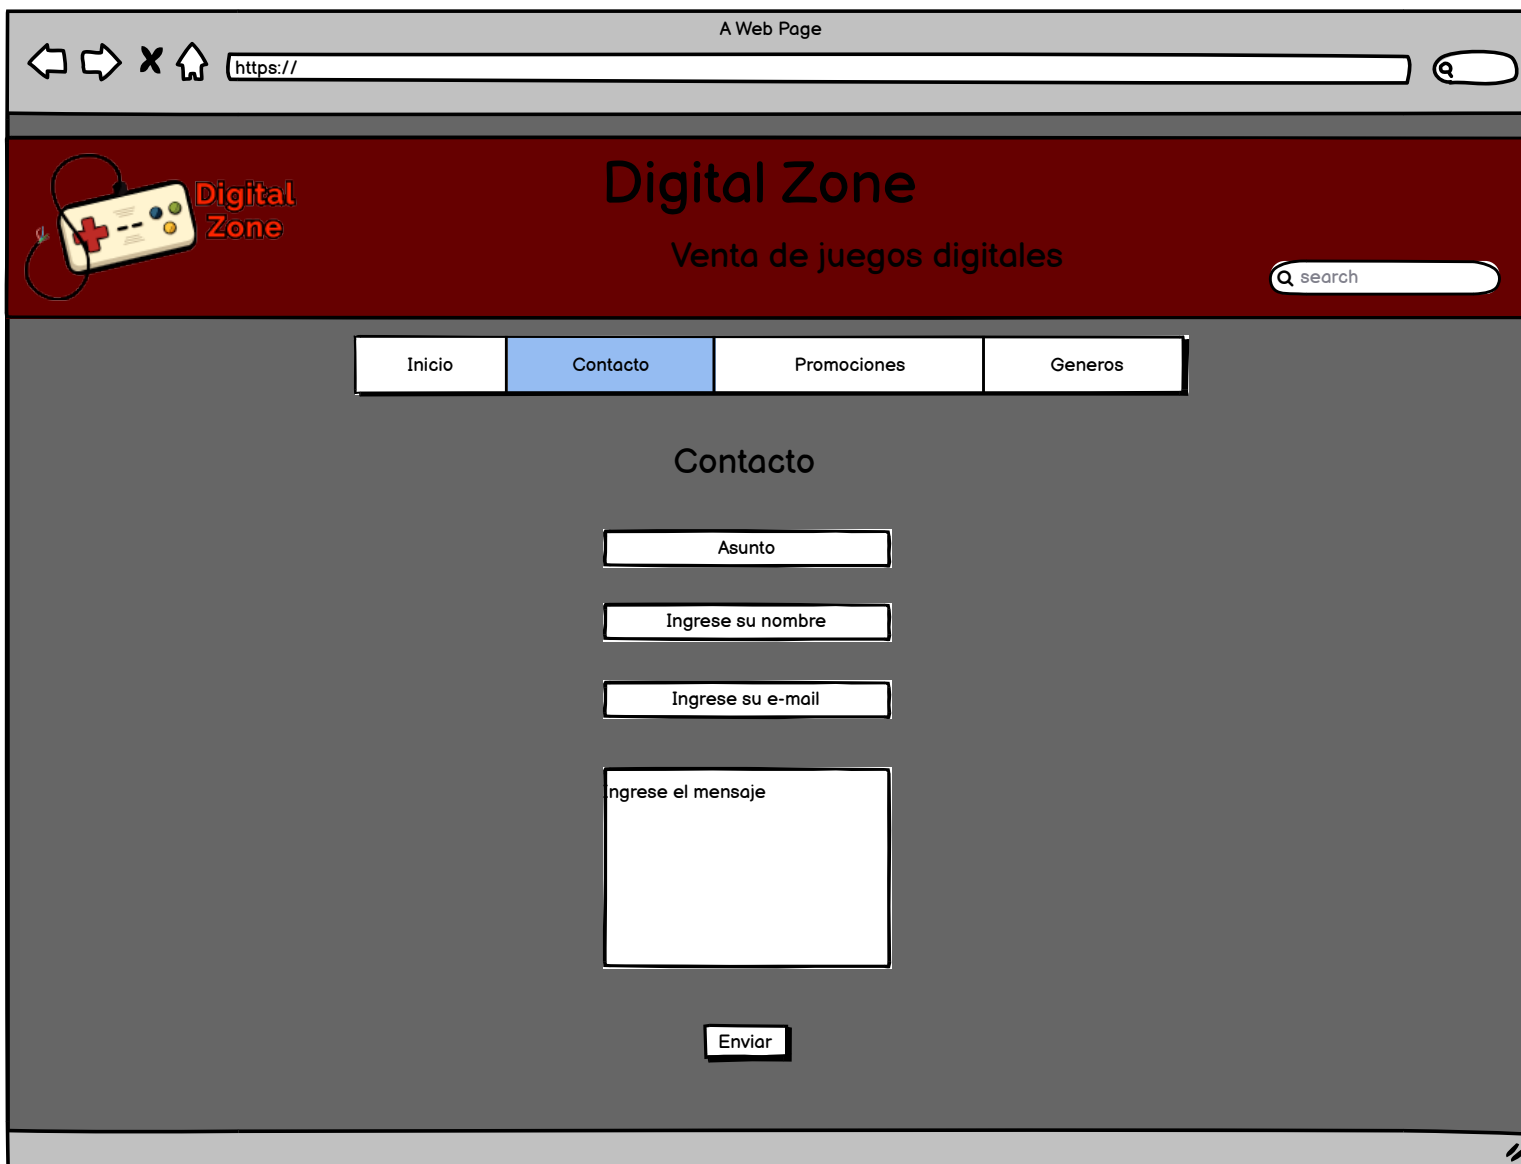 A Web Page
https://
Digital
Zone
Digital Zone
Venta de juegos digitales
search
Inicio
Contacto
Promociones
Generos
Contacto
Asunto
Ingrese su nombre
Ingrese su e-mail
Ingrese el mensaje
Enviar